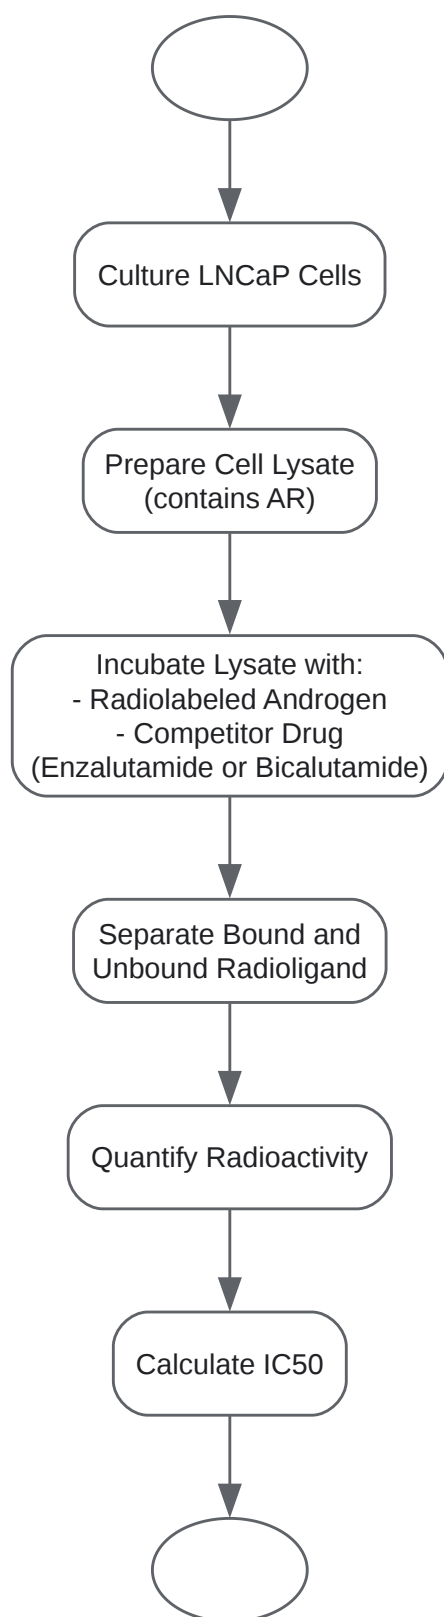 Culture LNCaP Cells
Prepare Cell Lysate
(contains AR)
Incubate Lysate with:
- Radiolabeled Androgen
- Competitor Drug
(Enzalutamide or Bicalutamide)
Separate Bound and
Unbound Radioligand
Quantify Radioactivity
Calculate IC50